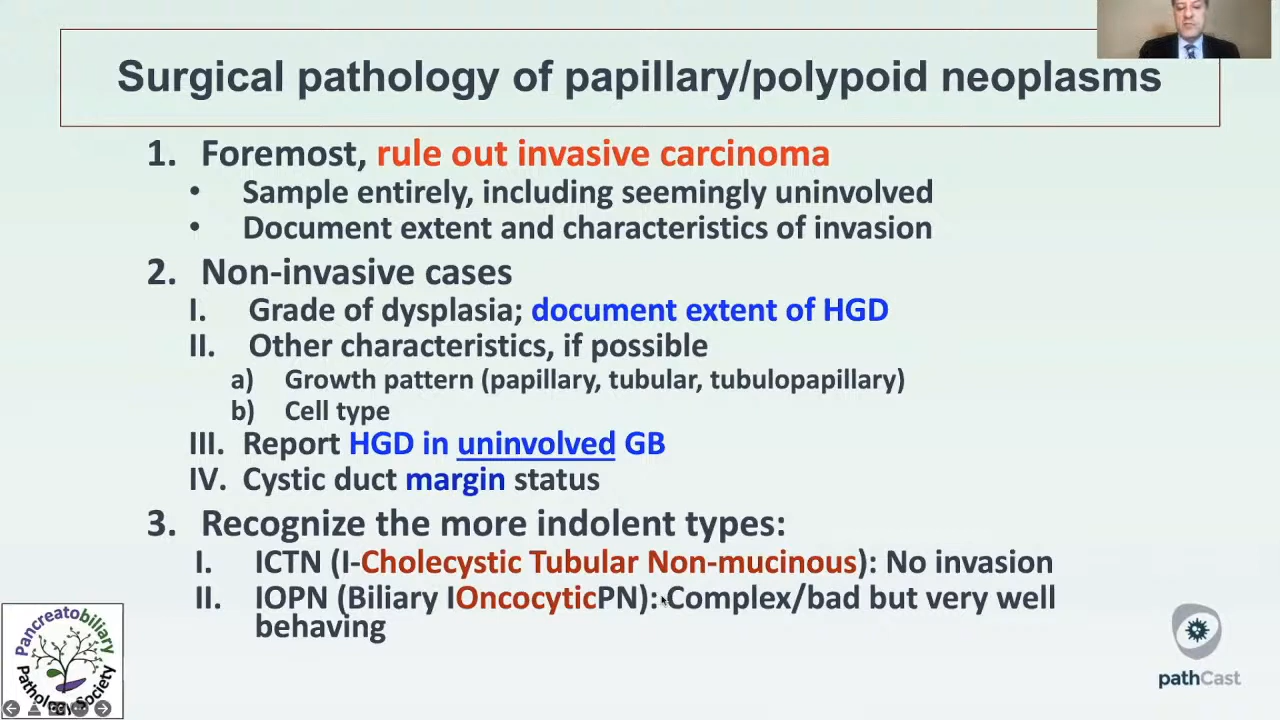 Surgical pathology of papillary/polypoid neoplasms
1. Foremost, rule out invasive carcinoma
• Sample entirely, including seemingly uninvolved
• Document extent and characteristics of invasion
2. Non-invasive cases
I. Grade of dysplasia; document extent of HGD
II. Other characteristics, if possible
a) Growth pattern (papillary, tubular, tubulopapillary)
b) Cell type
III. Report HGD in uninvolved GB
IV. Cystic duct margin status
3. Recognize the more indolent types:
I. ICTN (I-Cholecystic Tubular Non-mucinous): No invasion
II. IOPN (Biliary IOncocyticPN): Complex/bad but very well
behaving
Pancreatobiliary
Pathology Society
pathCast